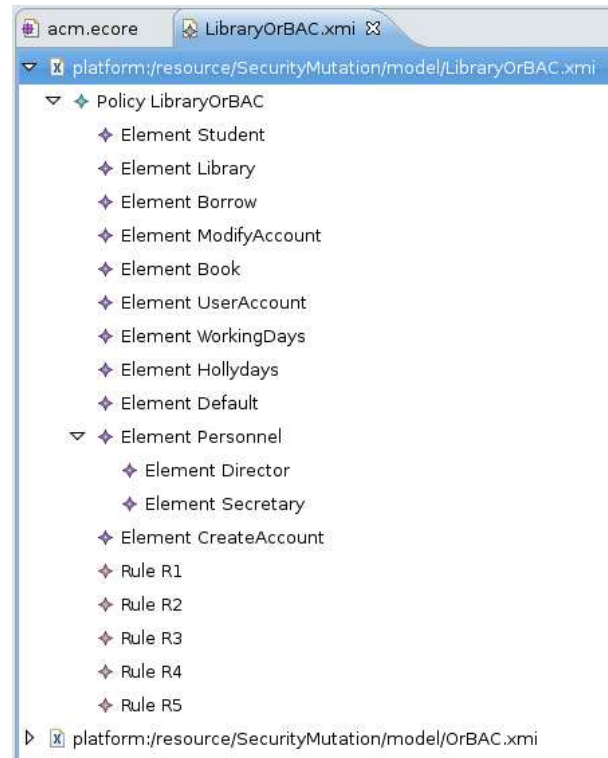 acm.ecore LibraryOrBAC.xmi
platform:/resource/SecurityMutation/model/LibraryOrBAC.xmi
Policy LibraryOrBAC
Element Student
Element Library
Element Borrow
Element ModifyAccount
Element Book
Element UserAccount
Element WorkingDays
Element Hollydays
Element Default
Element Personnel
Element Director
Element Secretary
Element CreateAccount
Rule R1
Rule R2
Rule R3
Rule R4
Rule R5
platform:/resource/SecurityMutation/model/OrBAC.xmi